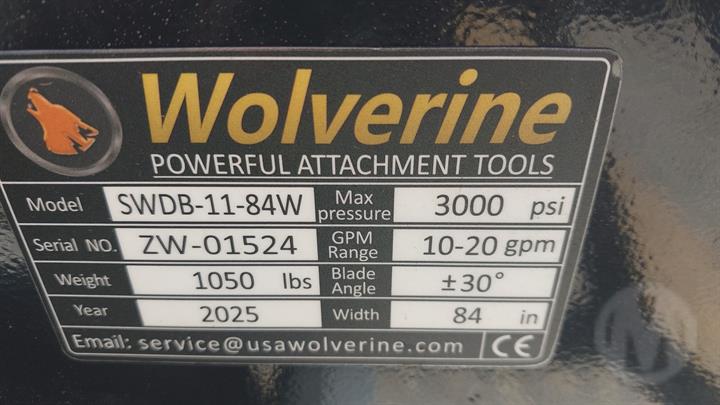 Wolverine
POWERFUL ATTACHMENT TOOLS
Model SWDB-11-84W Max pressure 3000 psi
Serial NO. ZW-01524 GPM Range 10-20 gpm
Weight 1050 lbs Blade Angle ±30°
Year 2025 Width 84 in
Email: service@usawolverine.com CE
M